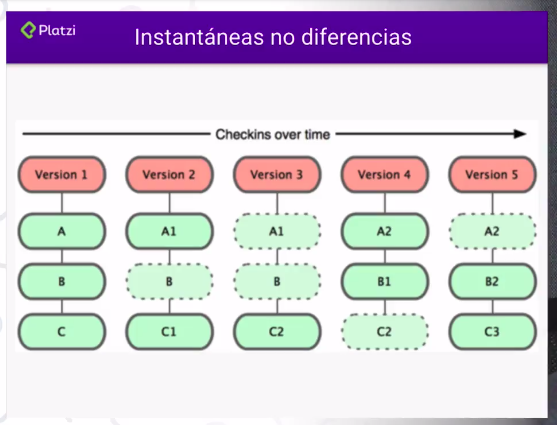 Platzi
Instantáneas no diferencias
Checkins over time
Version 1 Version 2 Version 3 Version 4 Version 5
A A1 A1 A2 A2
B B B B1 B2
C C1 C2 C2 C3